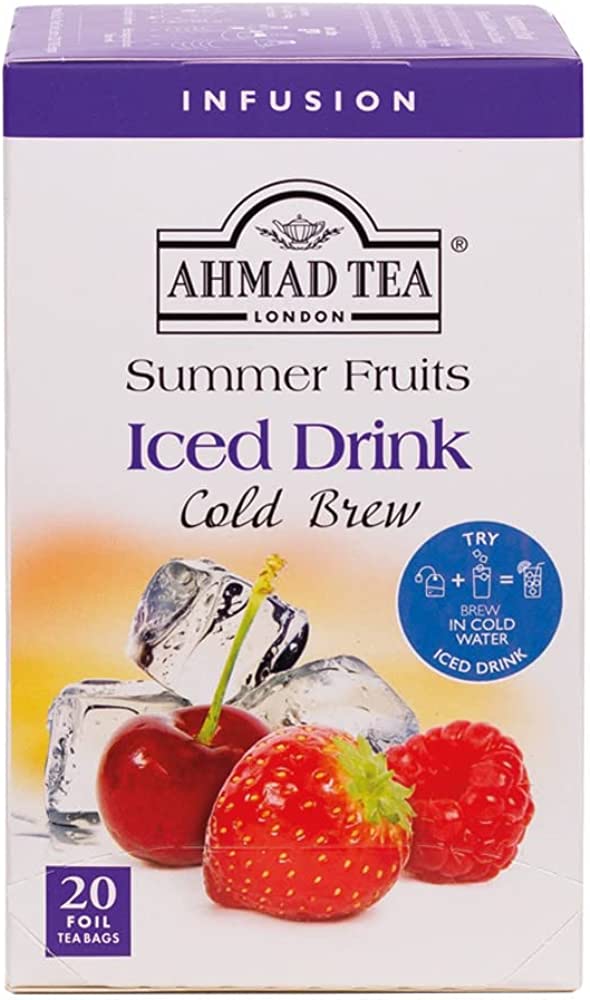 INFUSION
AHMAD TEA
®
LONDON
Summer Fruits
Iced Drink
Cold Brew
TRY
+ =
BREW
IN COLD
WATER
ICED DRINK
20
FOIL
TEA BAGS